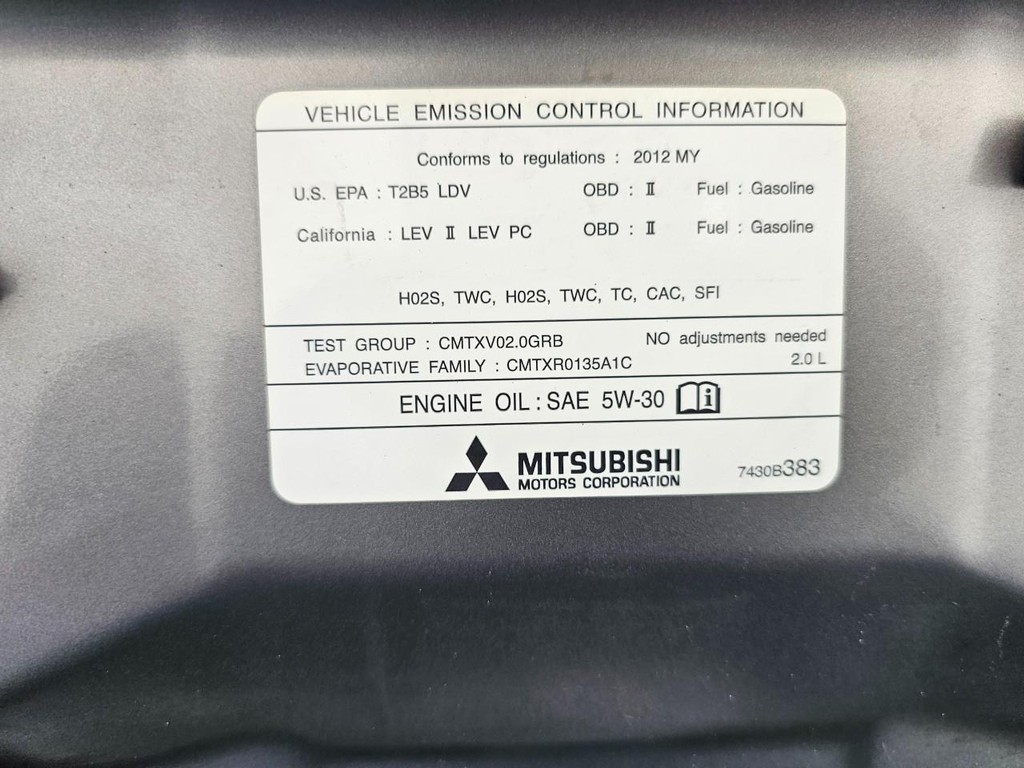 VEHICLE EMISSION CONTROL INFORMATION
Conforms to regulations : 2012 MY
U.S. EPA : T2B5 LDV OBD : II Fuel : Gasoline
California : LEV II LEV PC OBD : II Fuel : Gasoline
H02S, TWC, H02S, TWC, TC, CAC, SFI
TEST GROUP : CMTXV02.0GRB NO adjustments needed
EVAPORATIVE FAMILY : CMTXR0135A1C 2.0 L
ENGINE OIL : SAE 5W-30 i
MITSUBISHI
MOTORS CORPORATION 7430B383